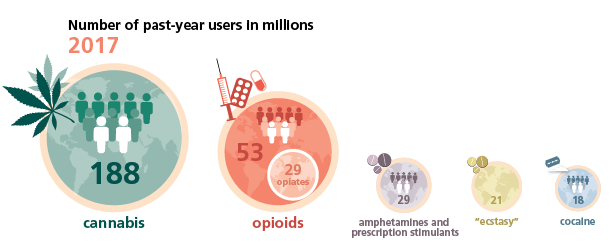 Number of past-year users in millions
2017
188
cannabis
53
29
opiates
opioids
29
amphetamines and
prescription stimulants
21
"ecstasy"
18
cocaine